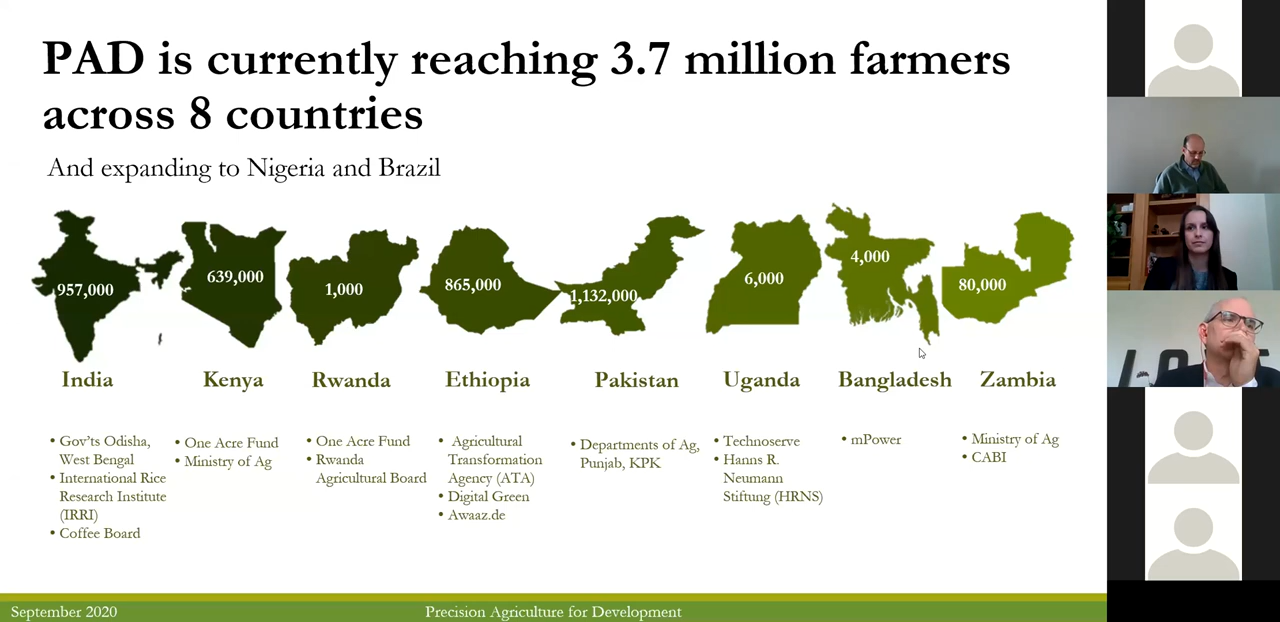 PAD is currently reaching 3.7 million farmers
across 8 countries
And expanding to Nigeria and Brazil
957,000
639,000
1,000
865,000
1,132,000
6,000
4,000
80,000
India
Kenya
Rwanda
Ethiopia
Pakistan
Uganda
Bangladesh
Zambia
• Gov'ts Odisha,
West Bengal
• International Rice
Research Institute
(IRRI)
• Coffee Board
• One Acre Fund
• Ministry of Ag
• One Acre Fund
• Rwanda
Agricultural Board
• Agricultural
Transformation
Agency (ATA)
• Digital Green
• Awaaz.de
• Departments of Ag,
Punjab, KPK
• Technoserve
• Hanns R.
Neumann
Stiftung (HRNS)
• mPower
• Ministry of Ag
• CABI
September 2020
Precision Agriculture for Development